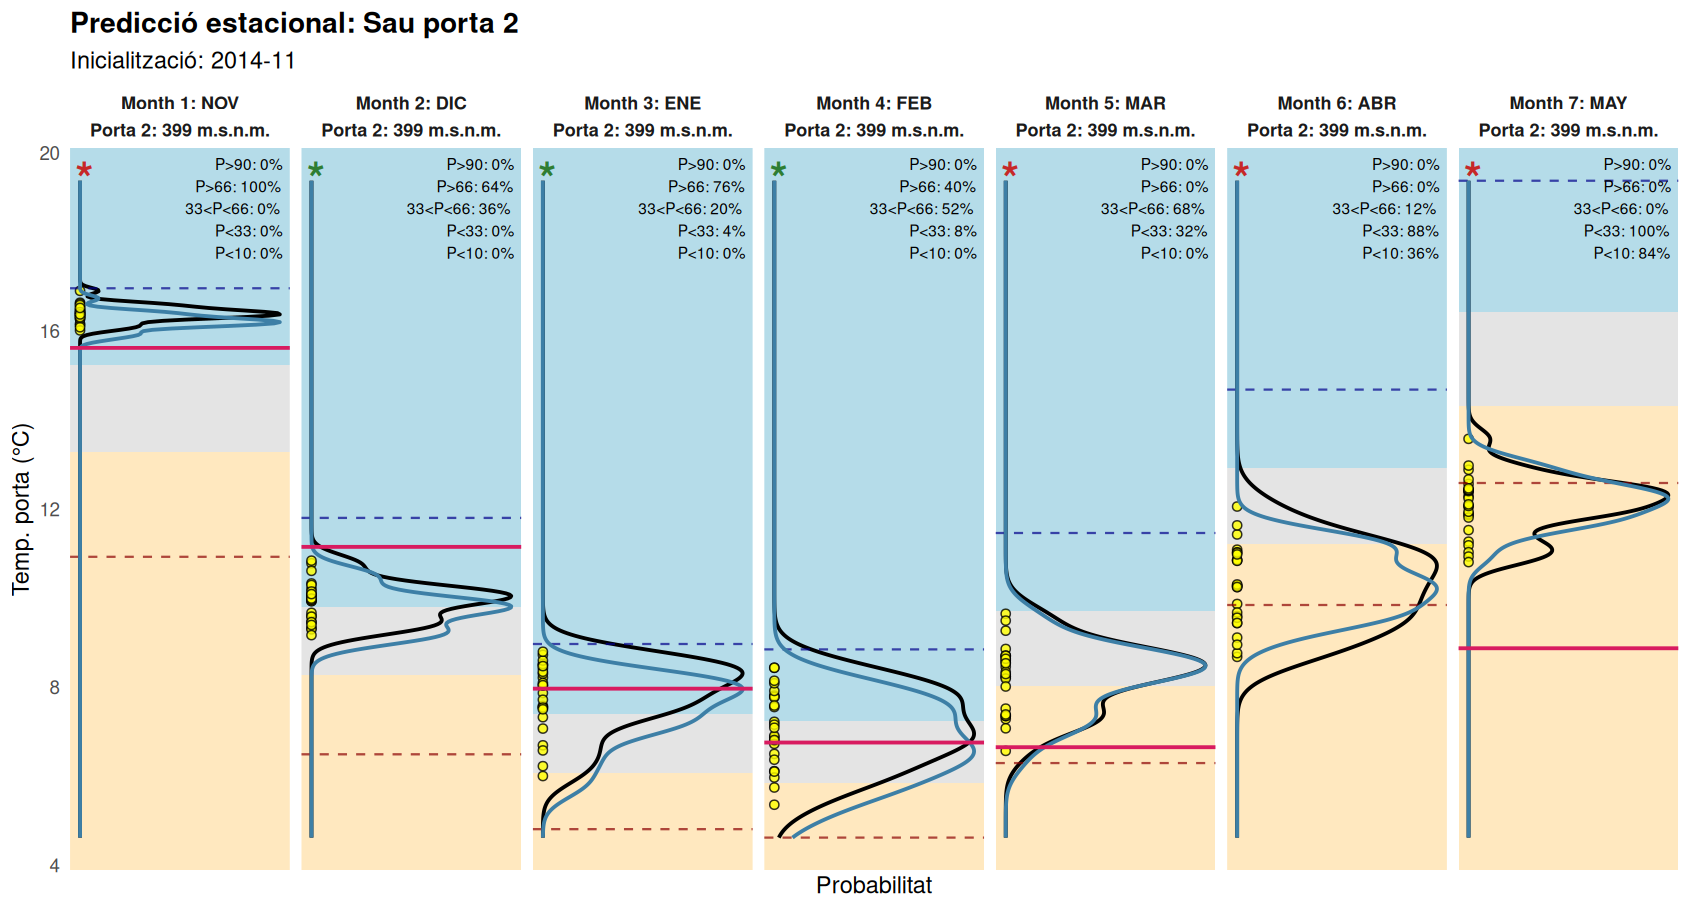 Predicció estacional: Sau porta 2
Inicialització: 2014-11
Month 1: NOV
Porta 2: 399 m.s.n.m.
Month 2: DIC
Porta 2: 399 m.s.n.m.
Month 3: ENE
Porta 2: 399 m.s.n.m.
Month 4: FEB
Porta 2: 399 m.s.n.m.
Month 5: MAR
Porta 2: 399 m.s.n.m.
Month 6: ABR
Porta 2: 399 m.s.n.m.
Month 7: MAY
Porta 2: 399 m.s.n.m.
Temp. porta (°C)
20
16
12
8
4
*
P>90: 0%
P>66: 100%
33<P<66: 0%
P<33: 0%
P<10: 0%
*
P>90: 0%
P>66: 64%
33<P<66: 36%
P<33: 0%
P<10: 0%
*
P>90: 0%
P>66: 76%
33<P<66: 20%
P<33: 4%
P<10: 0%
*
P>90: 0%
P>66: 40%
33<P<66: 52%
P<33: 8%
P<10: 0%
*
P>90: 0%
P>66: 0%
33<P<66: 68%
P<33: 32%
P<10: 0%
*
P>90: 0%
P>66: 0%
33<P<66: 12%
P<33: 88%
P<10: 36%
*
P>90: 0%
P>66: 0%
33<P<66: 0%
P<33: 100%
P<10: 84%
Probabilitat